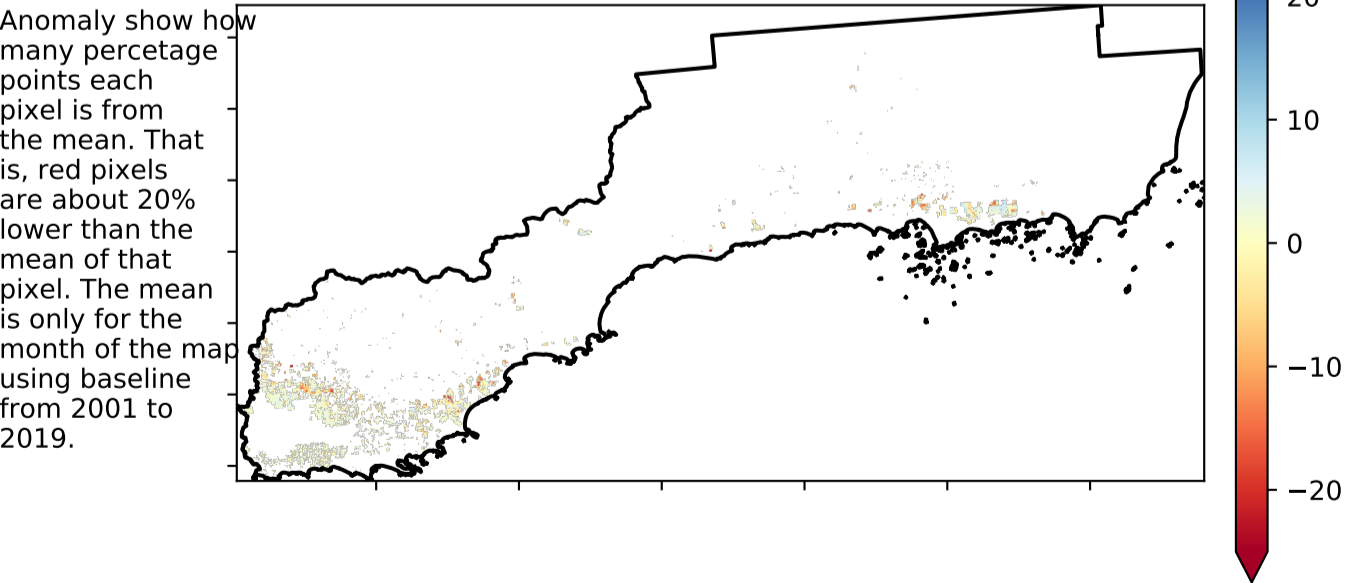 Anomaly show how
many percetage
points each
pixel is from
the mean. That
is, red pixels
are about 20%
lower than the
mean of that
pixel. The mean
is only for the
month of the map
using baseline
from 2001 to
2019.
20
10
0
−10
−20